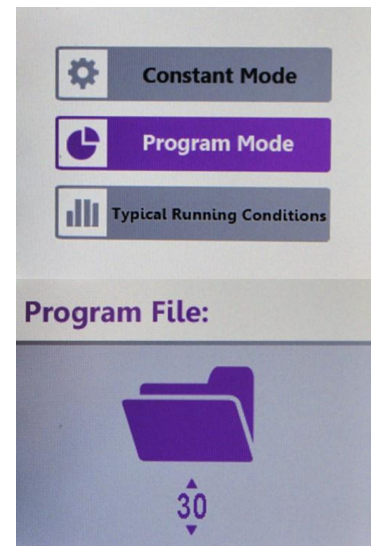 Constant Mode
Program Mode
Typical Running Conditions
Program File:
30